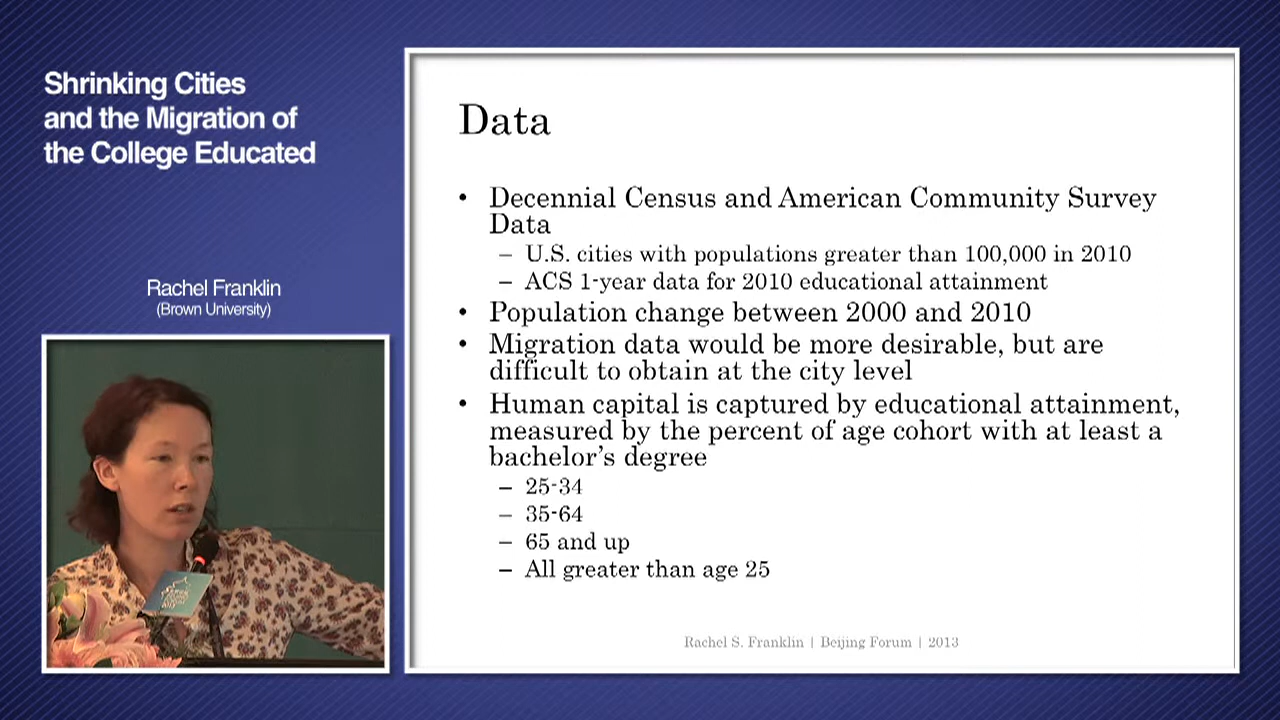 Shrinking Cities
and the Migration of
the College Educated
Rachel Franklin
(Brown University)
Data
• Decennial Census and American Community Survey
Data
– U.S. cities with populations greater than 100,000 in 2010
– ACS 1-year data for 2010 educational attainment
• Population change between 2000 and 2010
• Migration data would be more desirable, but are
difficult to obtain at the city level
• Human capital is captured by educational attainment,
measured by the percent of age cohort with at least a
bachelor’s degree
– 25-34
– 35-64
– 65 and up
– All greater than age 25
Rachel S. Franklin | Beijing Forum | 2013